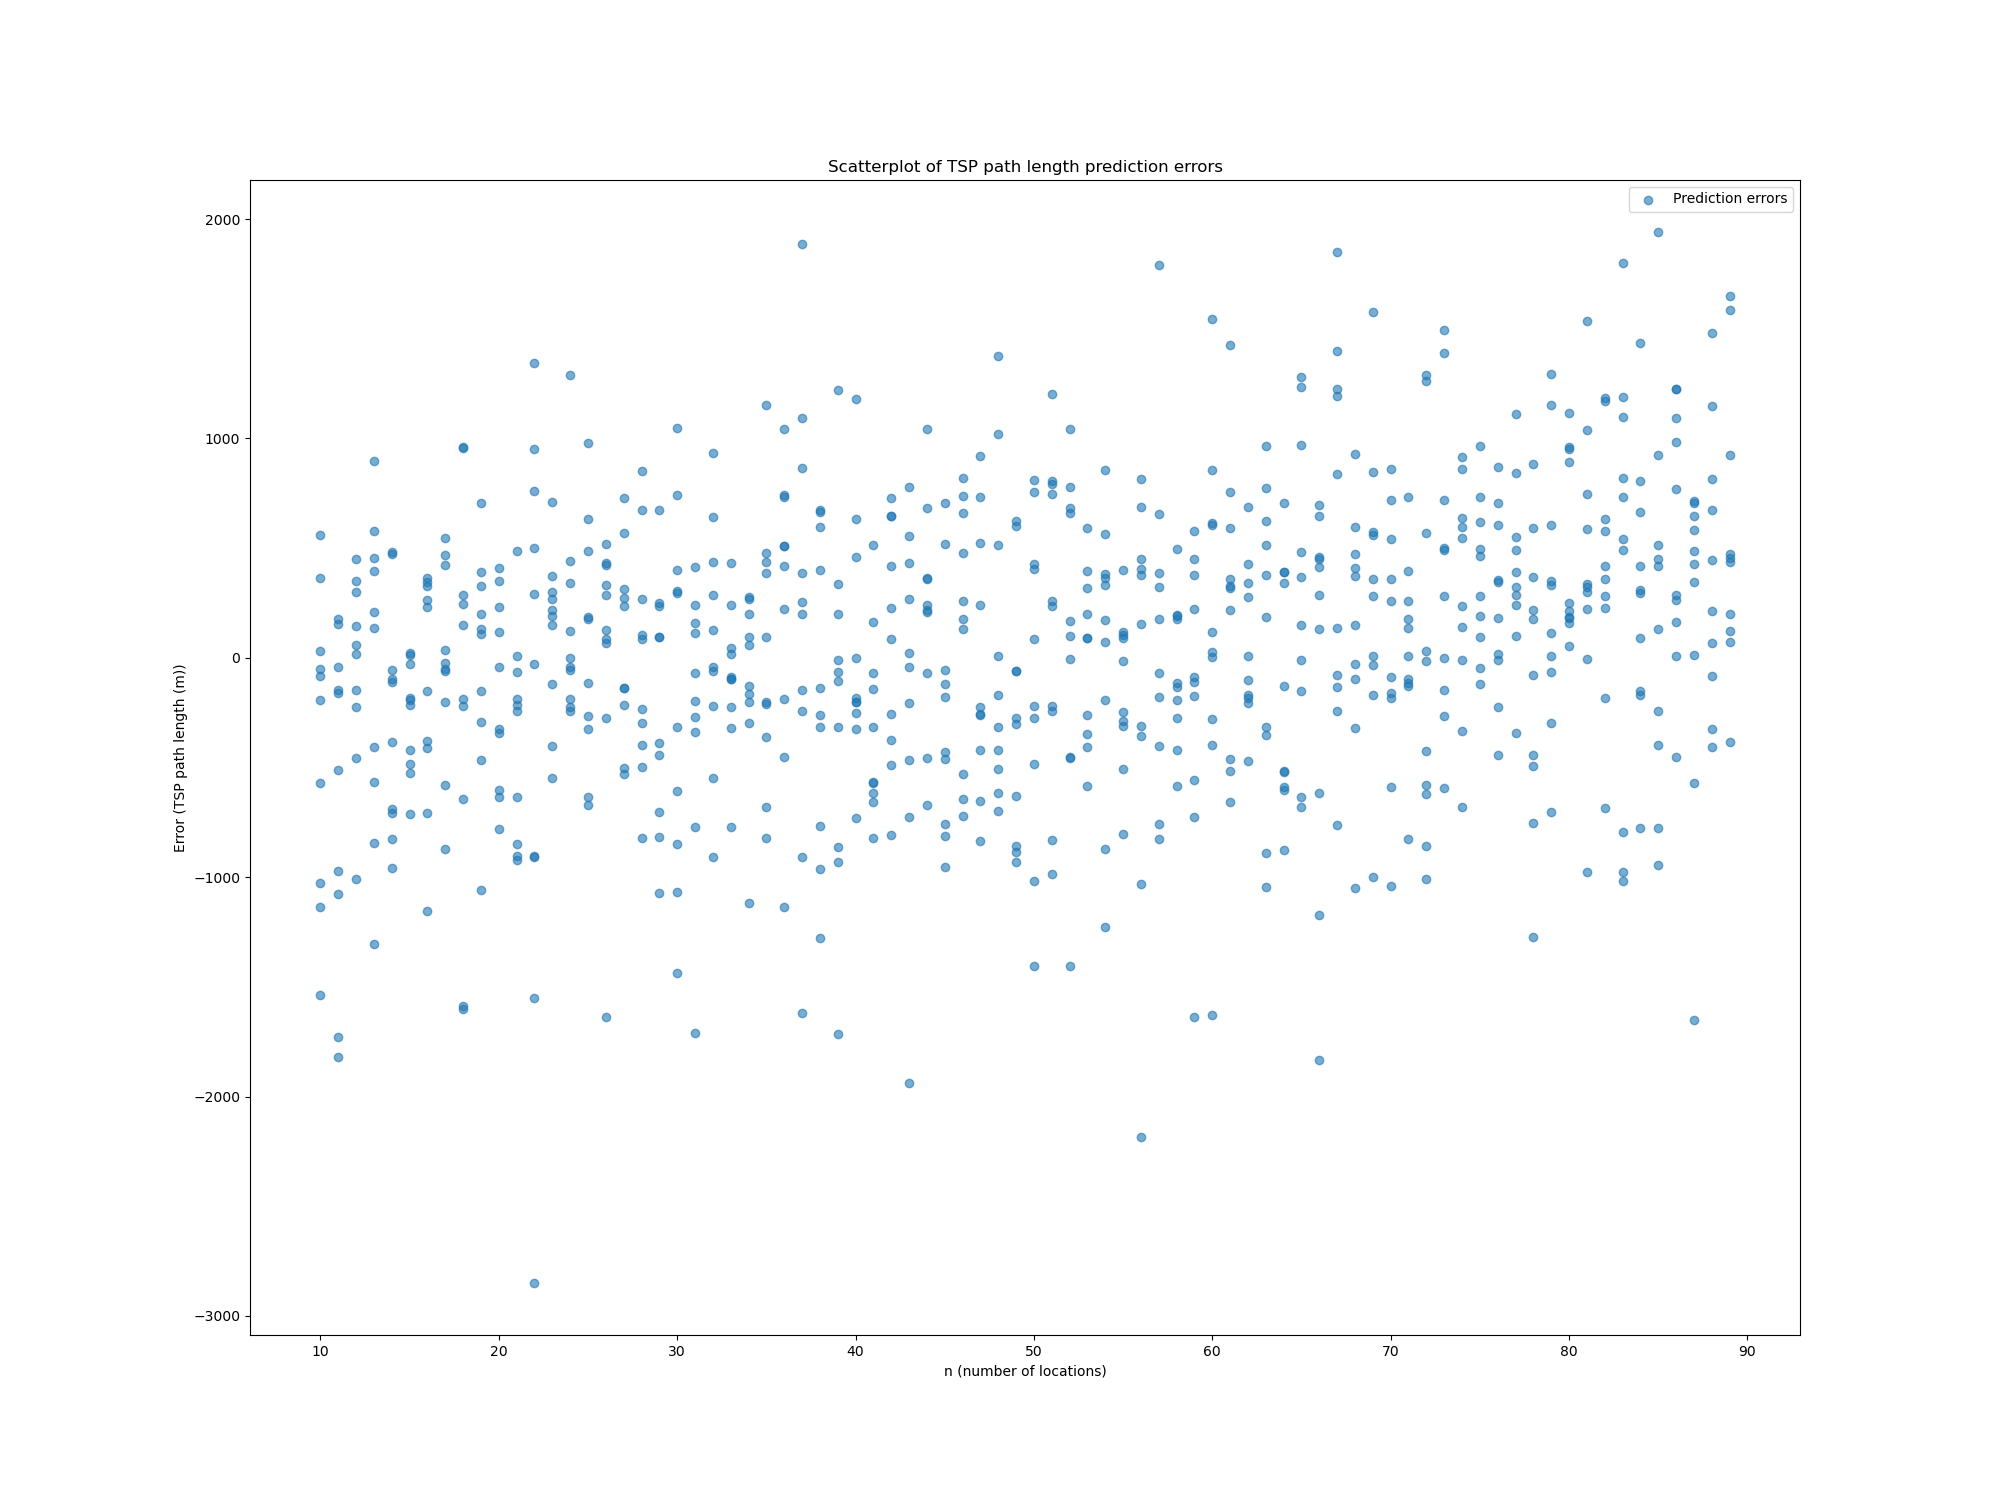 Scatterplot of TSP path length prediction errors
Prediction errors
2000
1000
0
−1000
−2000
−3000
Error (TSP path length (m))
10 20 30 40 50 60 70 80 90
n (number of locations)